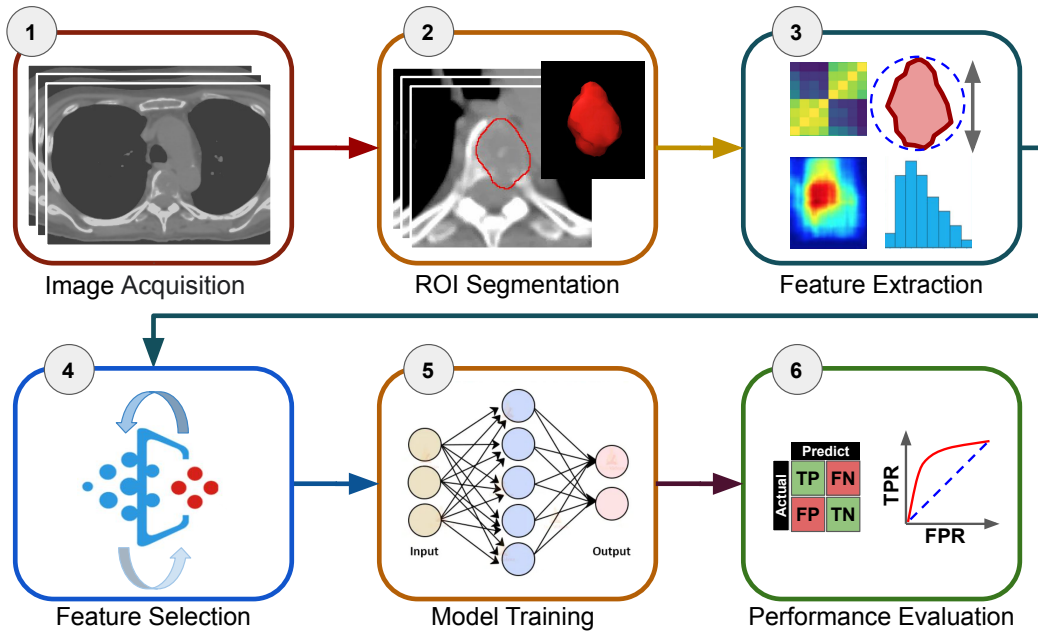 1
Image Acquisition
2
ROI Segmentation
3
Feature Extraction
4
Feature Selection
5
Input
Output
Model Training
6
Predict
Actual
TP FN
FP TN
TPR
FPR
Performance Evaluation